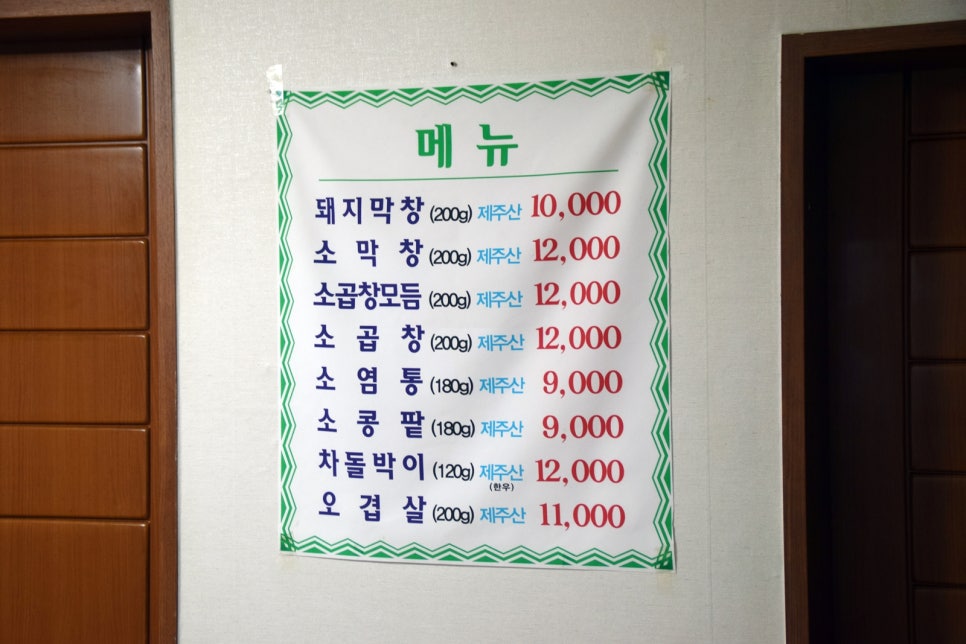 메뉴
돼지막창 (200g) 제주산 10,000
소막창 (200g) 제주산 12,000
소곱창모듬 (200g) 제주산 12,000
소곱창 (200g) 제주산 12,000
소염통 (180g) 제주산 9,000
소콩팥 (180g) 제주산 9,000
차돌박이 (120g) 제주산 12,000
(한우)
오겹살 (200g) 제주산 11,000